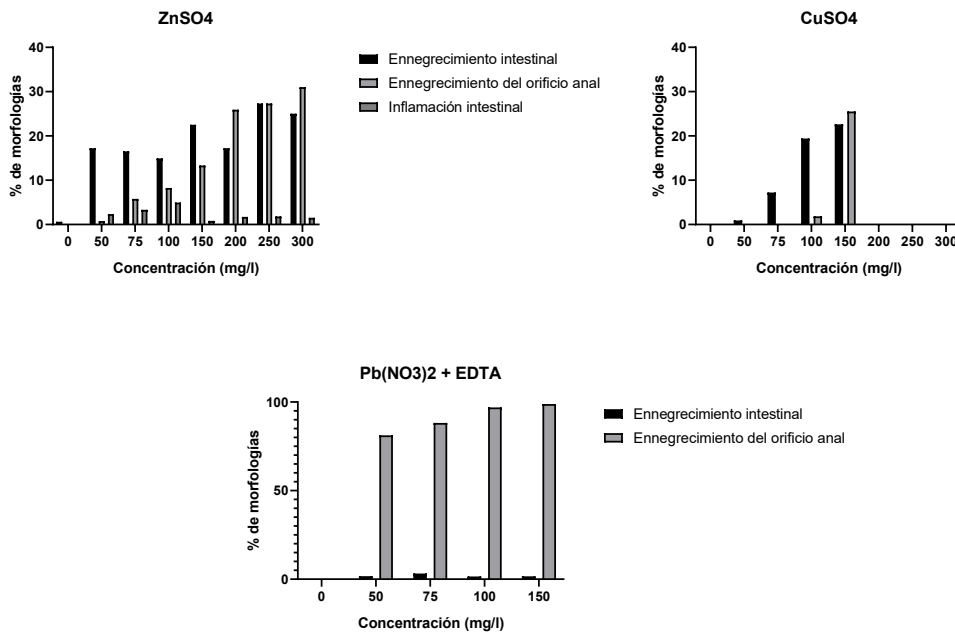 ZnSO4
40
30
20
10
0
% de morfologías
0 50 75 100 150 200 250 300
Concentración (mg/l)
Ennegrecimiento intestinal
Ennegrecimiento del orificio anal
Inflamación intestinal
CuSO4
40
30
20
10
0
% de morfologías
0 50 75 100 150 200 250 300
Concentración (mg/l)
Pb(NO3)2 + EDTA
100
50
0
% de morfologías
0 50 75 100 150
Concentración (mg/l)
Ennegrecimiento intestinal
Ennegrecimiento del orificio anal